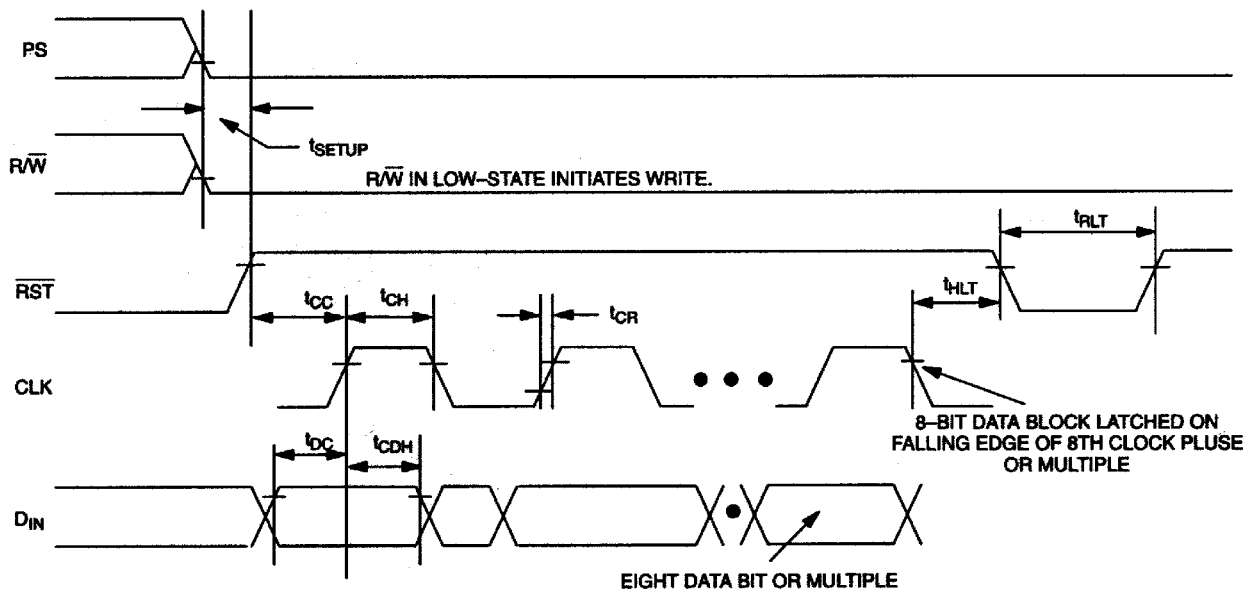 PS
tSETUP
R/W̅
R/W̅ IN LOW–STATE INITIATES WRITE.
tRLT
R̅S̅T̅
tCC
tCH
tCR
tHLT
CLK
8–BIT DATA BLOCK LATCHED ON
FALLING EDGE OF 8TH CLOCK PLUSE
OR MULTIPLE
tDC
tCDH
DIN
EIGHT DATA BIT OR MULTIPLE